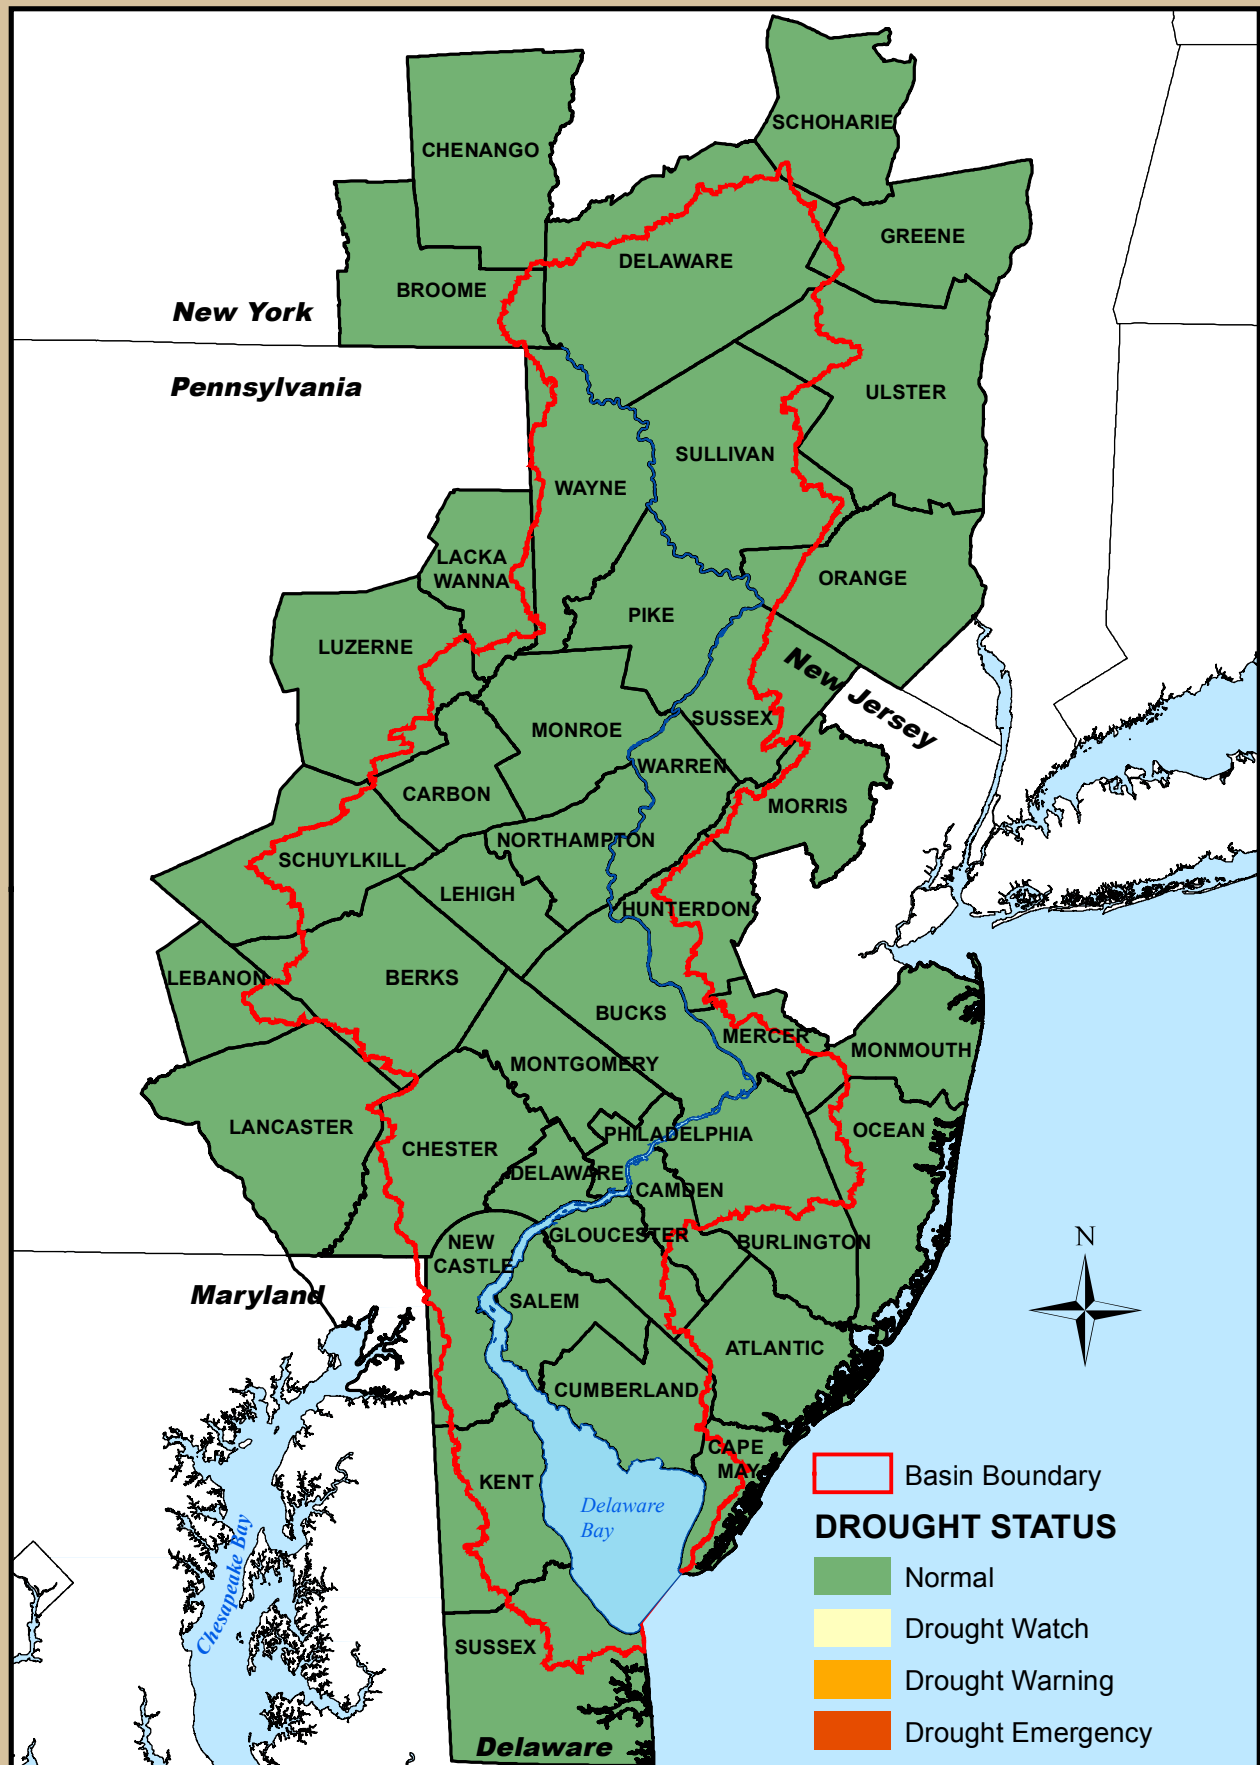 SCHOHARIE
CHENANGO
GREENE
DELAWARE
BROOME
New York
Pennsylvania
ULSTER
SULLIVAN
WAYNE
LACKA
WANNA
ORANGE
PIKE
LUZERNE
New Jersey
SUSSEX
MONROE
WARREN
CARBON
MORRIS
NORTHAMPTON
SCHUYLKILL
LEHIGH
HUNTERDON
LEBANON
BERKS
BUCKS
MERCER
MONMOUTH
MONTGOMERY
LANCASTER
PHILADELPHIA
OCEAN
CHESTER
DELAWARE
CAMDEN
GLOUCESTER
BURLINGTON
NEW
CASTLE
N
Maryland
SALEM
ATLANTIC
CUMBERLAND
CAPE
MAY
KENT
Delaware
Bay
Chesapeake Bay
SUSSEX
Delaware
Basin Boundary
DROUGHT STATUS
Normal
Drought Watch
Drought Warning
Drought Emergency